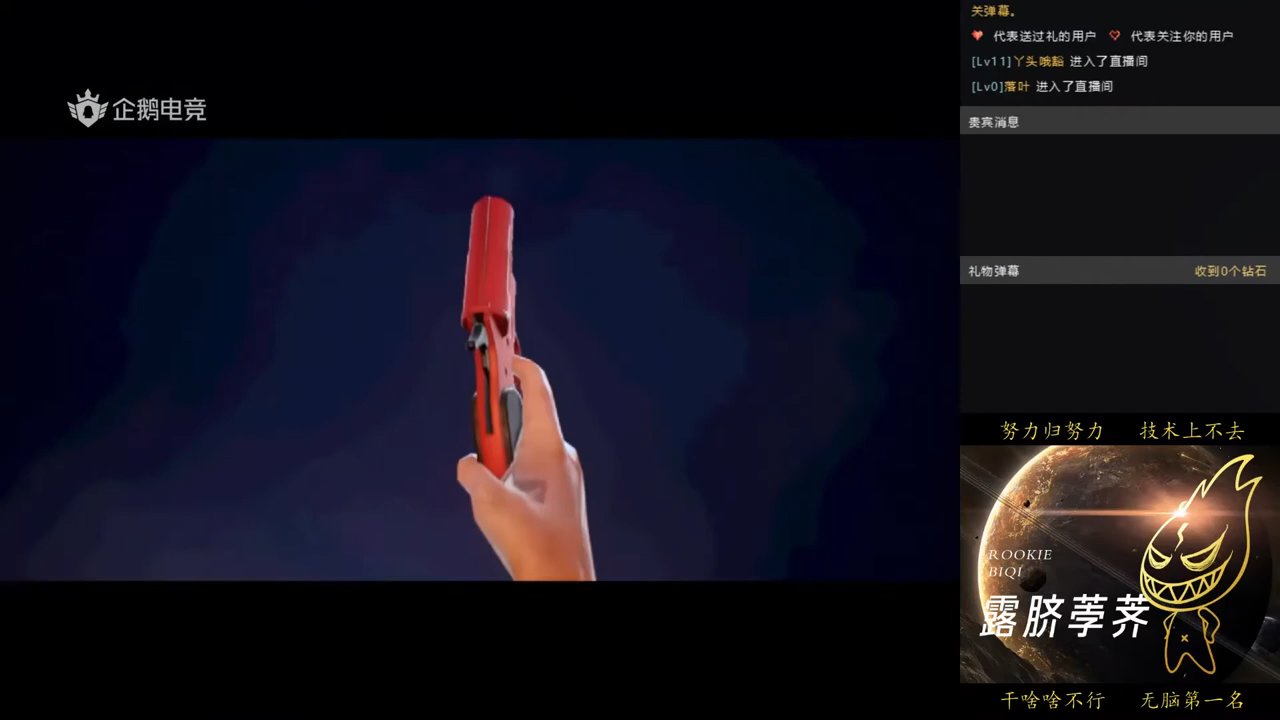 企鹅电竞
关弹幕。
代表送过礼的用户 代表关注你的用户
[Lv11]丫头哦豁 进入了直播间
[Lv0]落叶 进入了直播间
贵宾消息
礼物弹幕 收到0个钻石
努力归努力 技术上不去
ROOKIE
BIQI
露脐荸荠
干啥啥不行 无脑第一名